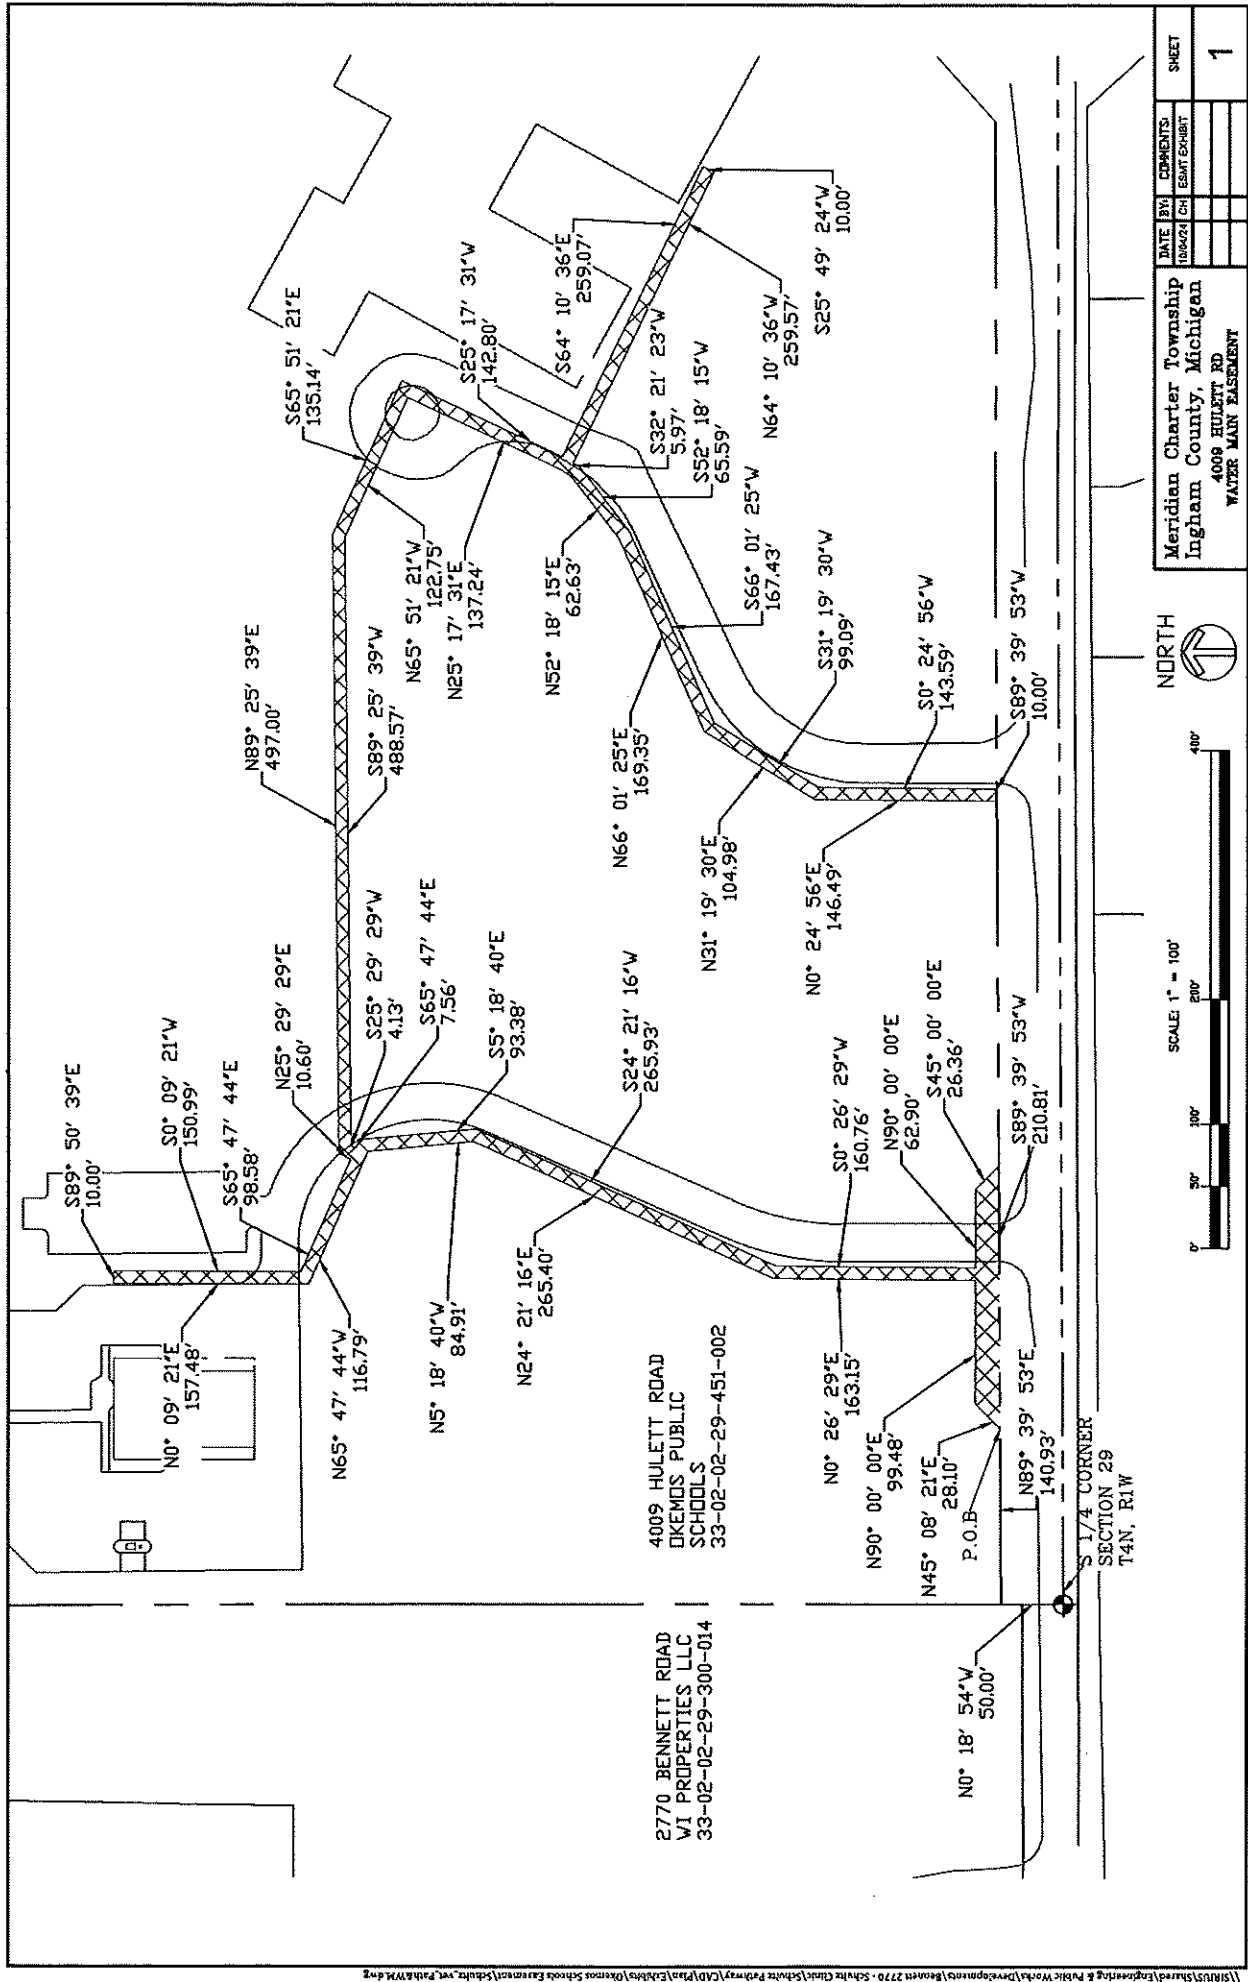 S89° 50' 39"E
10.00'
S0° 09' 21"W
150.99'
S65° 47' 44"E
98.58'
N25° 29' 29"E
10.60'
N0° 09' 21"E
157.48'
N65° 47' 44"W
116.79'
N89° 25' 39"E
497.00'
S89° 25' 39"W
488.57'
S25° 29' 29"W
4.13'
S65° 47' 44"E
7.56'
S5° 18' 40"E
93.38'
N5° 18' 40"W
84.91'
N24° 21' 16"E
265.40'
S24° 21' 16"W
265.93'
S65° 51' 21"E
135.14'
N65° 51' 21"W
122.75'
N25° 17' 31"E
137.24'
S25° 17' 31"W
142.80'
S64° 10' 36"E
259.07'
N64° 10' 36"W
259.57'
S25° 49' 24"W
10.00'
S32° 21' 23"W
5.97'
S52° 18' 15"W
65.59'
N52° 18' 15"E
62.63'
S66° 01' 25"W
167.43'
N66° 01' 25"E
169.35'
S31° 19' 30"W
99.09'
N31° 19' 30"E
104.98'
S0° 24' 56"W
143.59'
N0° 24' 56"E
146.49'
S89° 39' 53"W
10.00'
S0° 26' 29"W
160.76'
N90° 00' 00"E
62.90'
S45° 00' 00"E
26.36'
S89° 39' 53"W
210.81'
N0° 26' 29"E
163.15'
N90° 00' 00"E
99.48'
N45° 08' 21"E
28.10'
P.O.B
N89° 39' 53"E
140.93'
S 1/4 CORNER
SECTION 29
T4N, R1W
N0° 18' 54"W
50.00'
4009 HULETT ROAD
OKEMOS PUBLIC
SCHOOLS
33-02-02-29-451-002
2770 BENNETT ROAD
WI PROPERTIES LLC
33-02-02-29-300-014
SCALE: 1" = 100'
0' 50' 100' 200' 400'
NORTH
Meridian Charter Township
Ingham County, Michigan
4009 HULETT RD
WATER MAIN EASEMENT
DATE BY: COMMENTS: SHEET
10/04/24 CH ESMT EXHIBIT
1